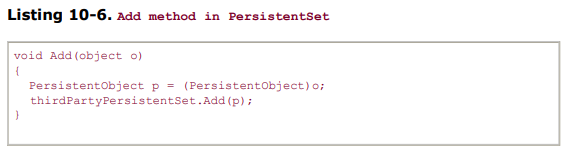 Listing 10-6. Add method in PersistentSet
void Add(object o)
{
PersistentObject p = (PersistentObject)o;
thirdPartyPersistentSet.Add(p);
}